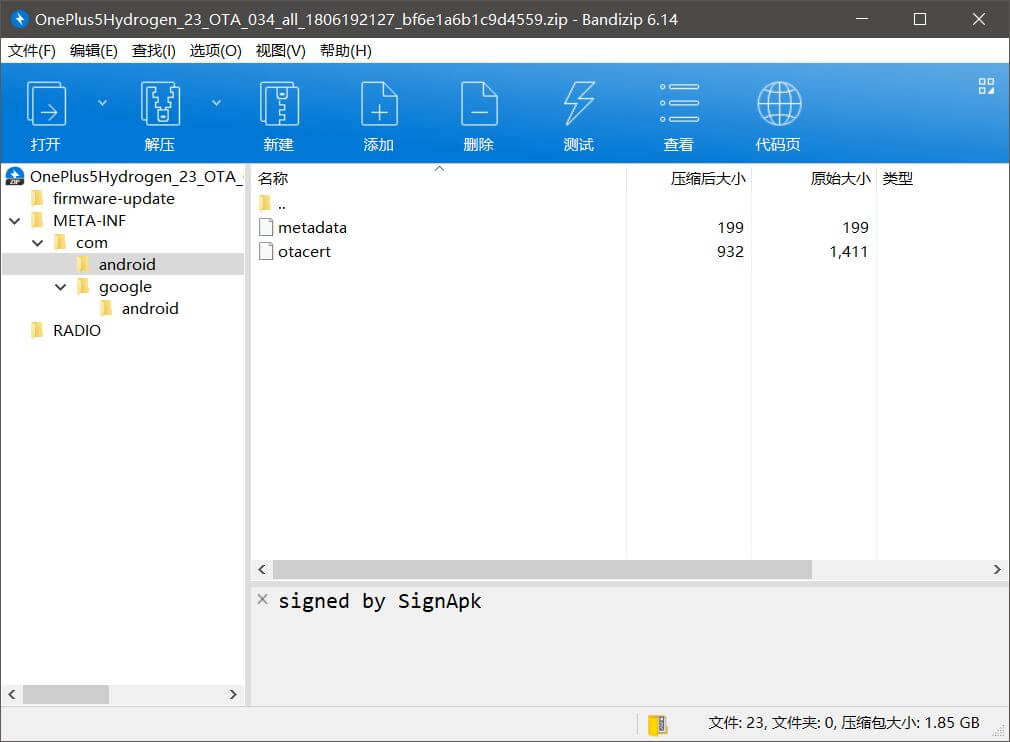 OnePlus5Hydrogen_23_OTA_034_all_1806192127_bf6e1a6b1c9d4559.zip - Bandizip 6.14
文件(F) 编辑(E) 查找(I) 选项(O) 视图(V) 帮助(H)
打开 解压 新建 添加 删除 测试 查看 代码页
OnePlus5Hydrogen_23_OTA_
firmware-update
META-INF
com
android
google
android
RADIO
名称 压缩后大小 原始大小 类型
..
metadata 199 199
otacert 932 1,411
signed by SignApk
文件: 23, 文件夹: 0, 压缩包大小: 1.85 GB